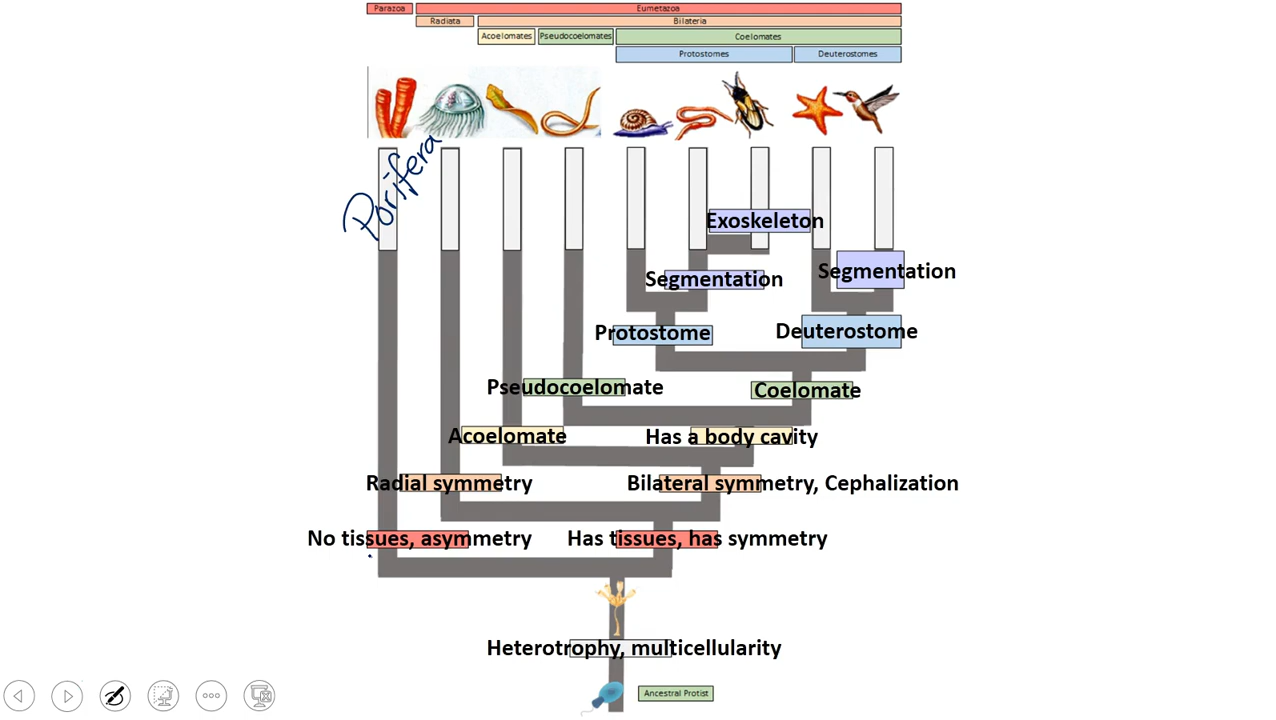 Parazoa Eumetazoa
Radiata Bilateria
Acoelomates Pseudocoelomates Coelomates
Protostomes Deuterostomes
Porifera
Exoskeleton
Segmentation Segmentation
Protostome Deuterostome
Pseudocoelomate Coelomate
Acoelomate Has a body cavity
Radial symmetry Bilateral symmetry, Cephalization
No tissues, asymmetry Has tissues, has symmetry
Heterotrophy, multicellularity
Ancestral Protist